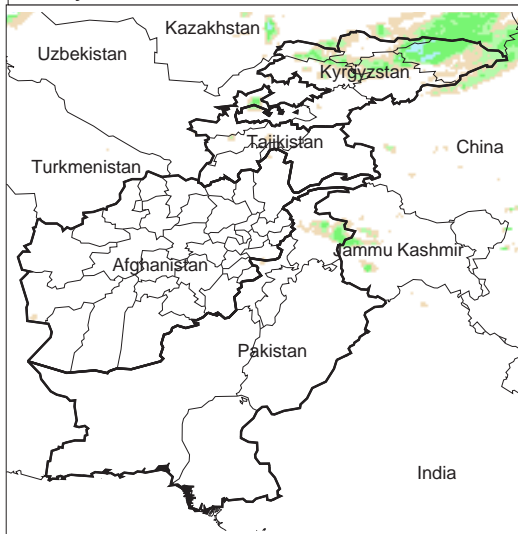 Kazakhstan
Uzbekistan
Kyrgyzstan
Tajikistan
China
Turkmenistan
Jammu Kashmir
Afghanistan
Pakistan
India